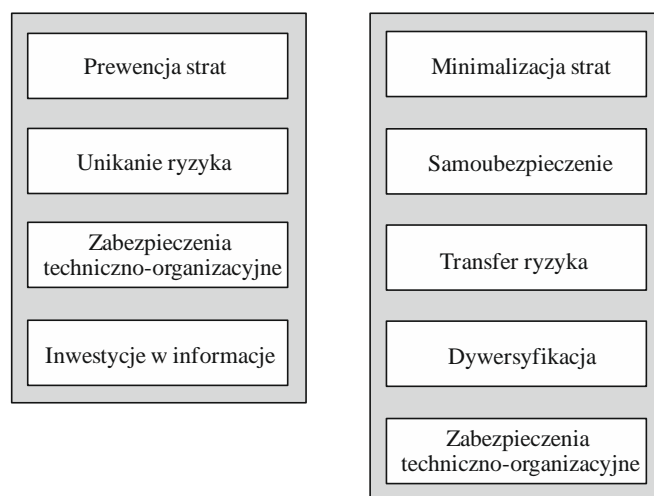 Prewencja strat
Unikanie ryzyka
Zabezpieczenia
techniczno-organizacyjne
Inwestycje w informacje
Minimalizacja strat
Samoubezpieczenie
Transfer ryzyka
Dywersyfikacja
Zabezpieczenia
techniczno-organizacyjne